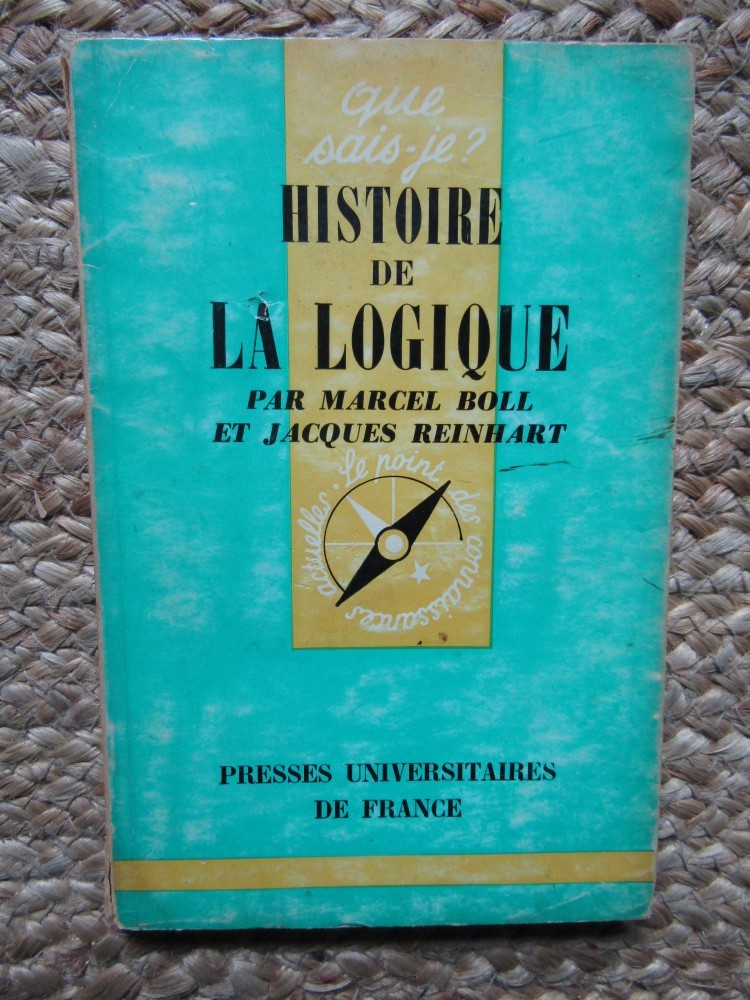 que
sais-je?
HISTOIRE
DE
LA LOGIQUE
PAR MARCEL BOLL
ET JACQUES REINHART
Le point des connaissances actuelles.
PRESSES UNIVERSITAIRES
DE FRANCE